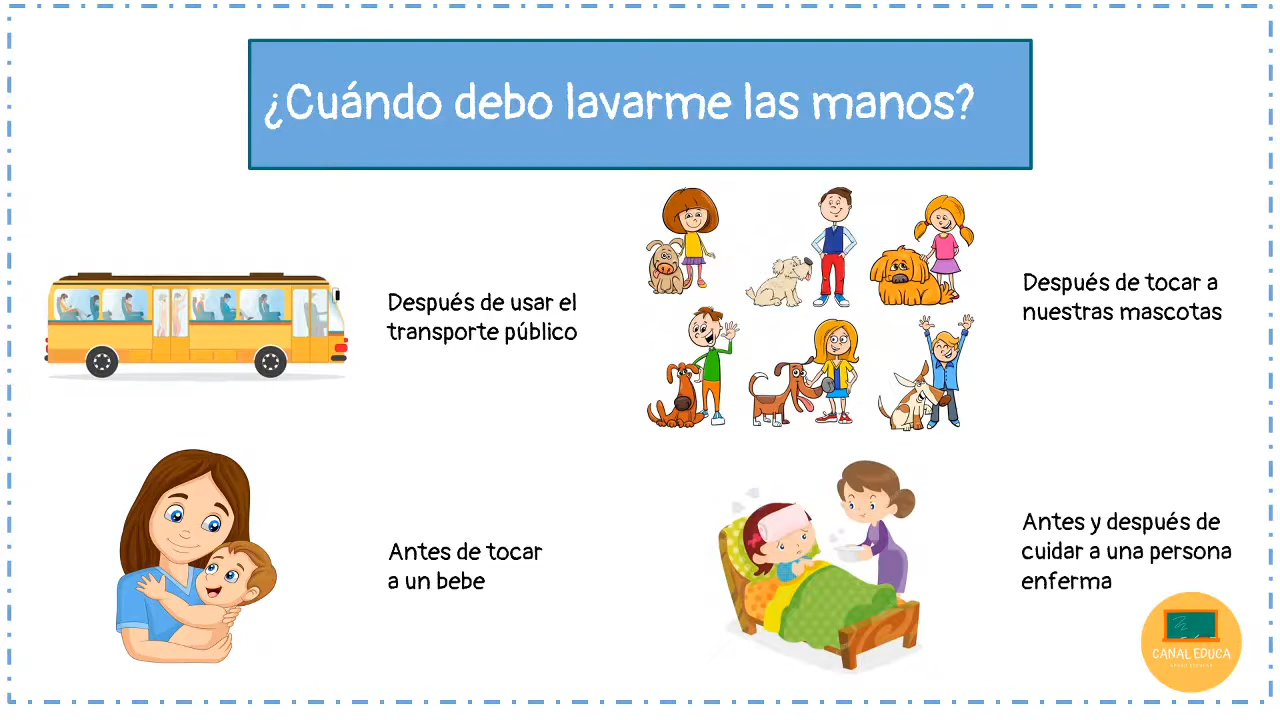 ¿Cuándo debo lavarme las manos?
Después de usar el
transporte público
Después de tocar a
nuestras mascotas
Antes de tocar
a un bebe
Antes y después de
cuidar a una persona
enferma
CANAL EDUCA